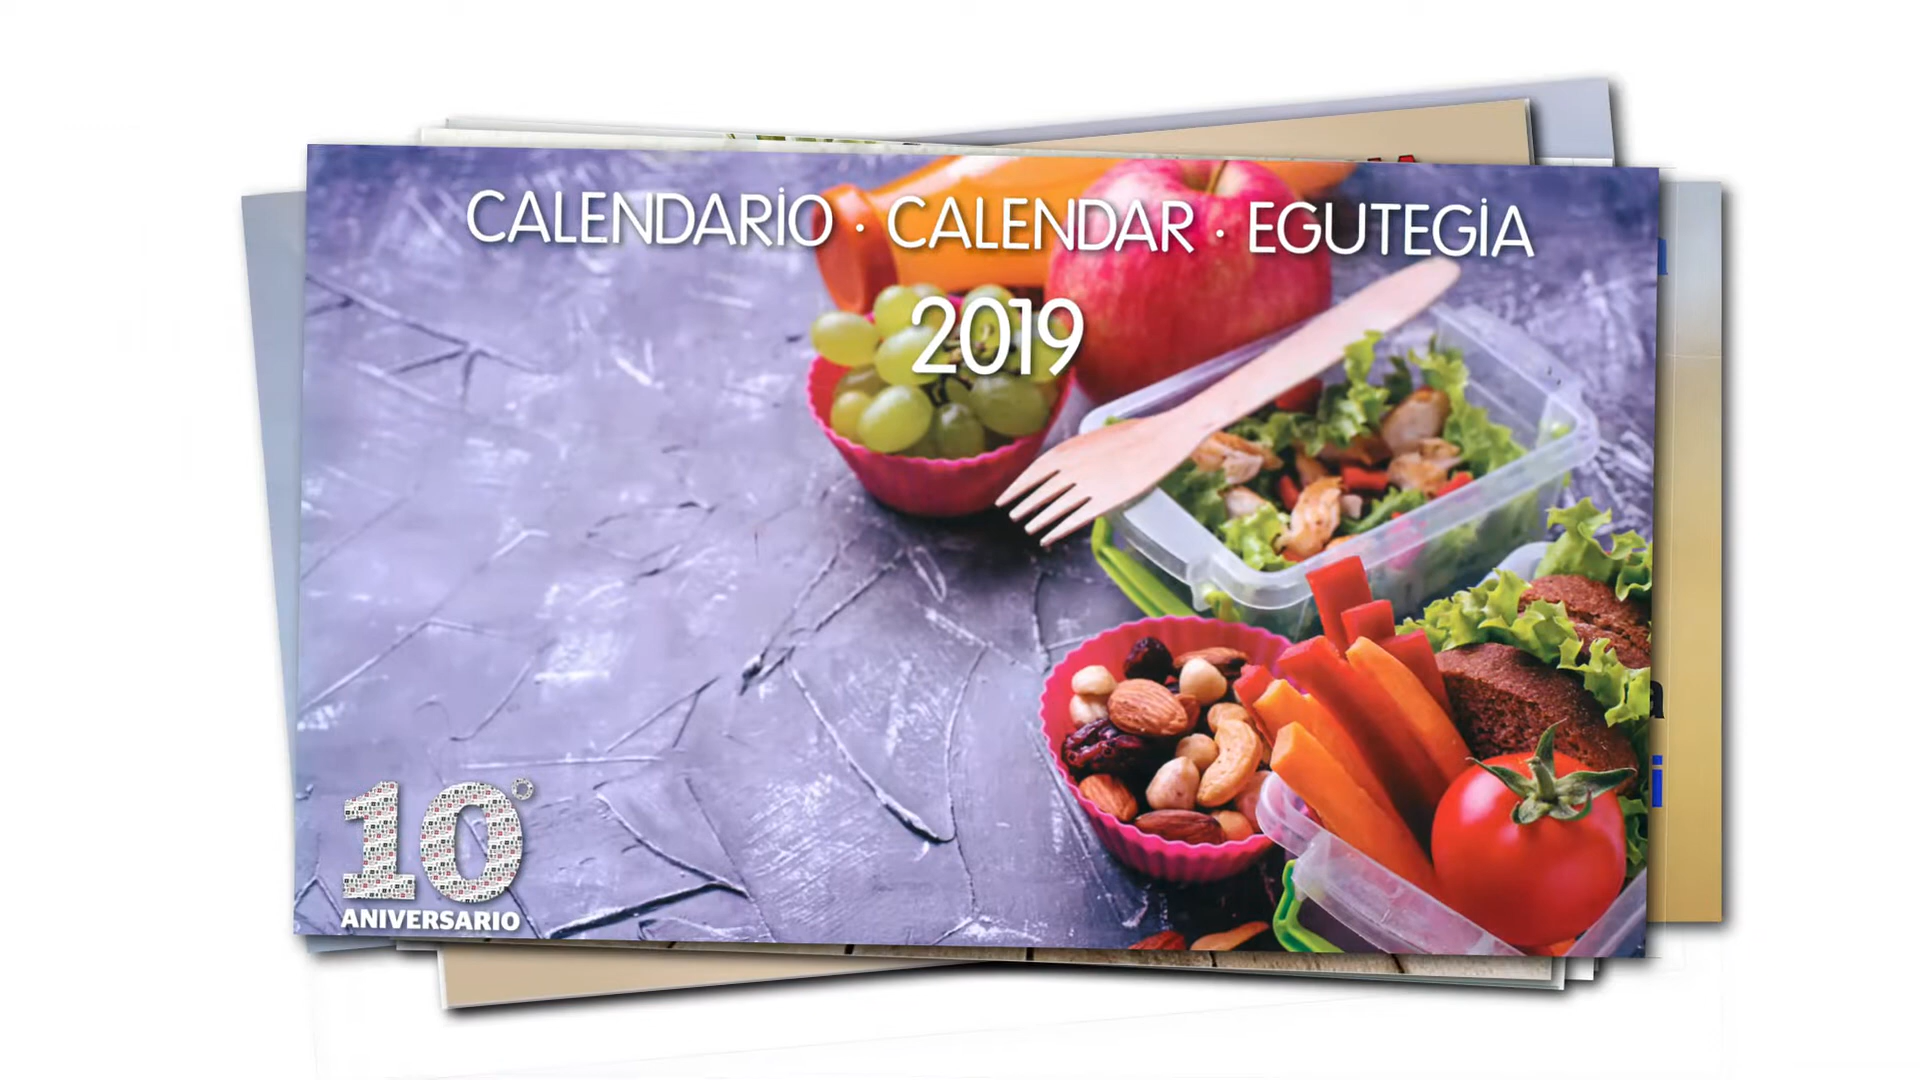 CALENDARIO · CALENDAR · EGUTEGIA
2019
10°
ANIVERSARIO
a
i